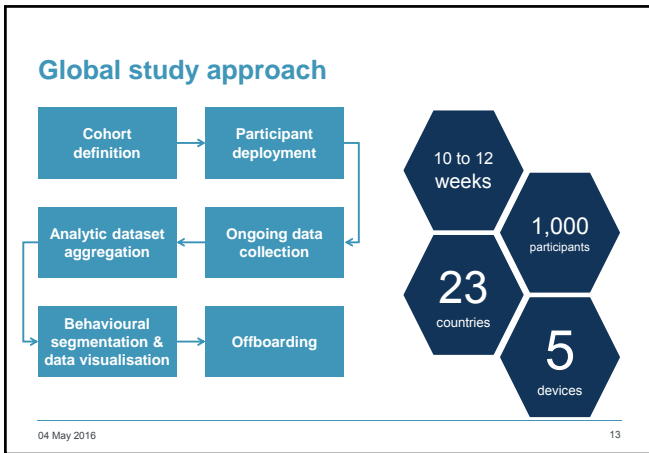 Global study approach
Cohort
definition
Participant
deployment
Analytic dataset
aggregation
Ongoing data
collection
Behavioural
segmentation &
data visualisation
Offboarding
10 to 12
weeks
1,000
participants
23
countries
5
devices
04 May 2016
13